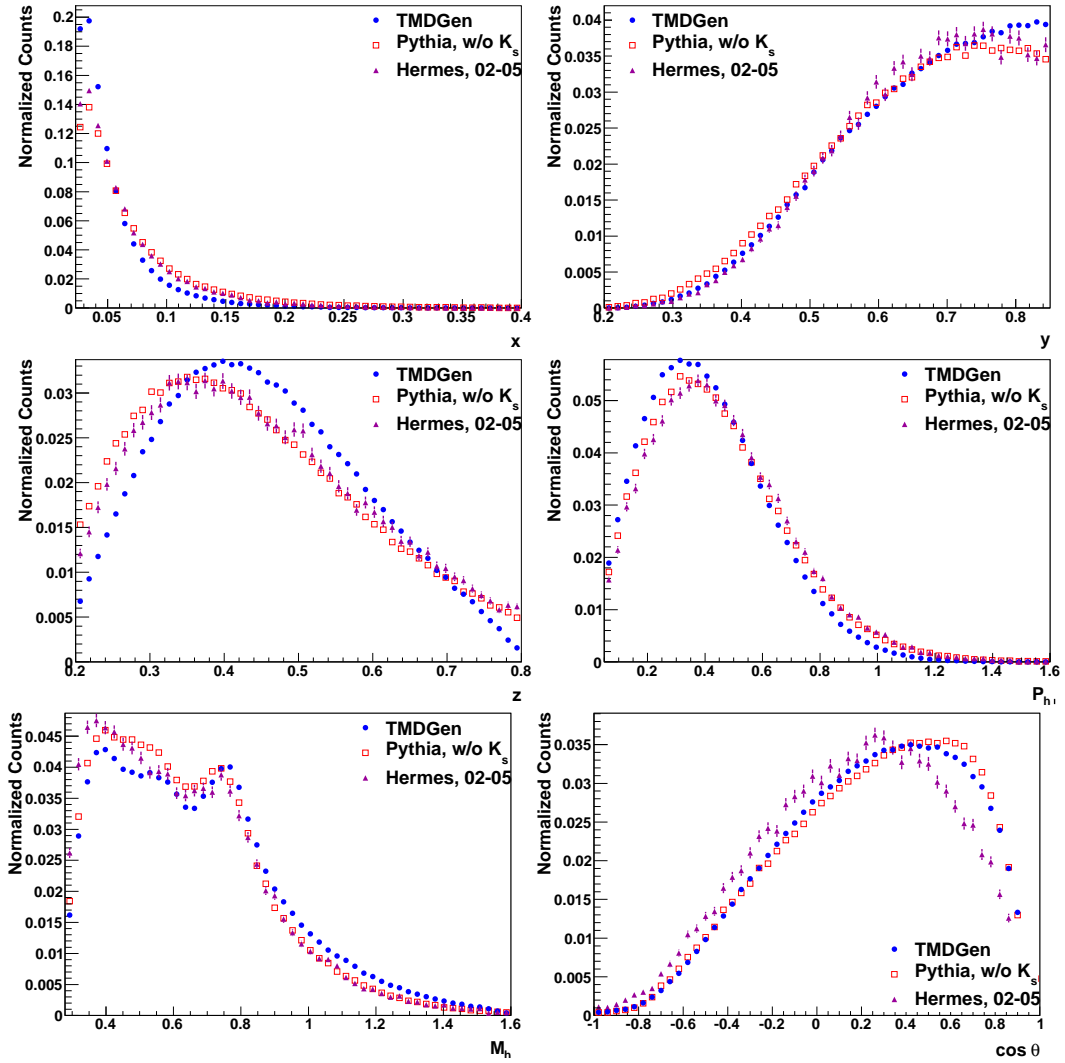 Normalized Counts
0.2
0.18
0.16
0.14
0.12
0.1
0.08
0.06
0.04
0.02
0
TMDGen
Pythia, w/o Ks
Hermes, 02-05
0.05 0.1 0.15 0.2 0.25 0.3 0.35 0.4
x
Normalized Counts
0.04
0.035
0.03
0.025
0.02
0.015
0.01
0.005
0
TMDGen
Pythia, w/o Ks
Hermes, 02-05
0.2 0.3 0.4 0.5 0.6 0.7 0.8
y
Normalized Counts
0.03
0.025
0.02
0.015
0.01
0.005
0
TMDGen
Pythia, w/o Ks
Hermes, 02-05
0.2 0.3 0.4 0.5 0.6 0.7 0.8
z
Normalized Counts
0.05
0.04
0.03
0.02
0.01
0
TMDGen
Pythia, w/o Ks
Hermes, 02-05
0.2 0.4 0.6 0.8 1 1.2 1.4 1.6
Normalized Counts
0.045
0.04
0.035
0.03
0.025
0.02
0.015
0.01
0.005
0
TMDGen
Pythia, w/o Ks
Hermes, 02-05
0.4 0.6 0.8 1 1.2 1.4 1.6
Mh
Normalized Counts
0.035
0.03
0.025
0.02
0.015
0.01
0.005
0
TMDGen
Pythia, w/o Ks
Hermes, 02-05
-1 -0.8 -0.6 -0.4 -0.2 0 0.2 0.4 0.6 0.8 1
cos θ